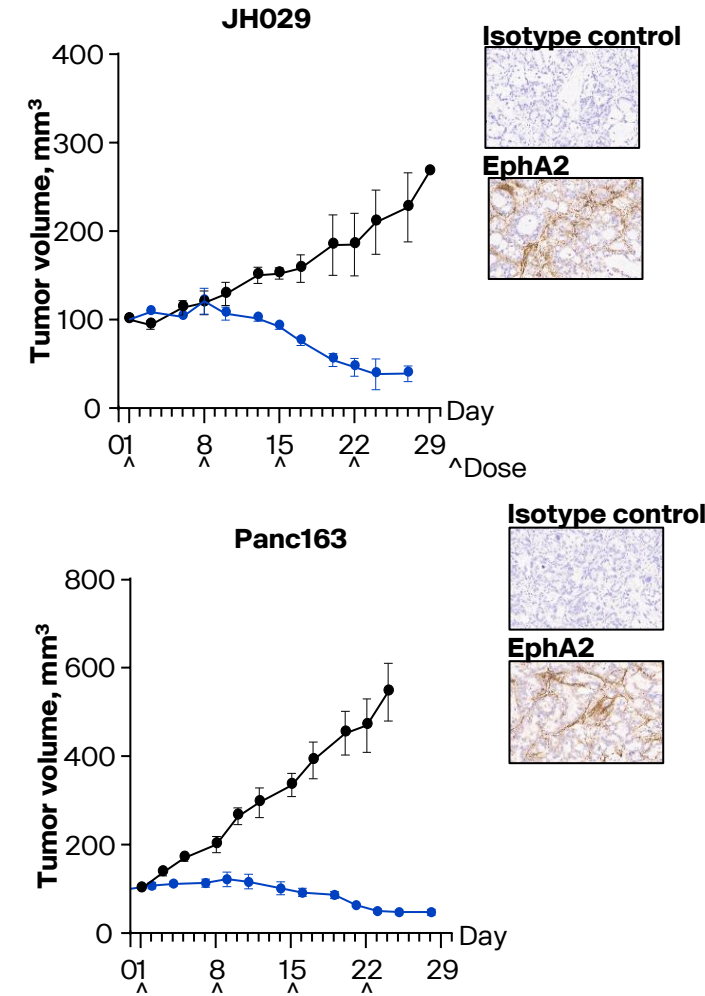 JH029
Isotype control
EphA2
Tumor volume, mm³
400
300
200
100
0
Day
01 8 15 22 29
^ ^ ^ ^ ^Dose
Panc163
Isotype control
EphA2
Tumor volume, mm³
800
600
400
200
0
Day
01 8 15 22 29
^ ^ ^ ^